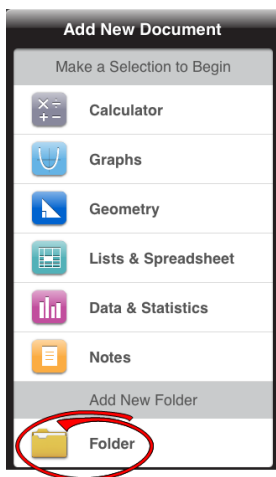 Add New Document
Make a Selection to Begin
Calculator
Graphs
Geometry
Lists & Spreadsheet
Data & Statistics
Notes
Add New Folder
Folder